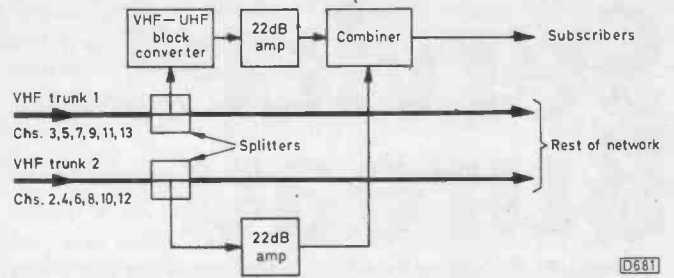 VHF–UHF
block
converter
22dB
amp
Combiner
Subscribers
VHF trunk 1
Chs. 3,5,7,9,11,13
Splitters
Rest of network
VHF trunk 2
Chs. 2,4,6,8,10,12
22dB
amp
D681